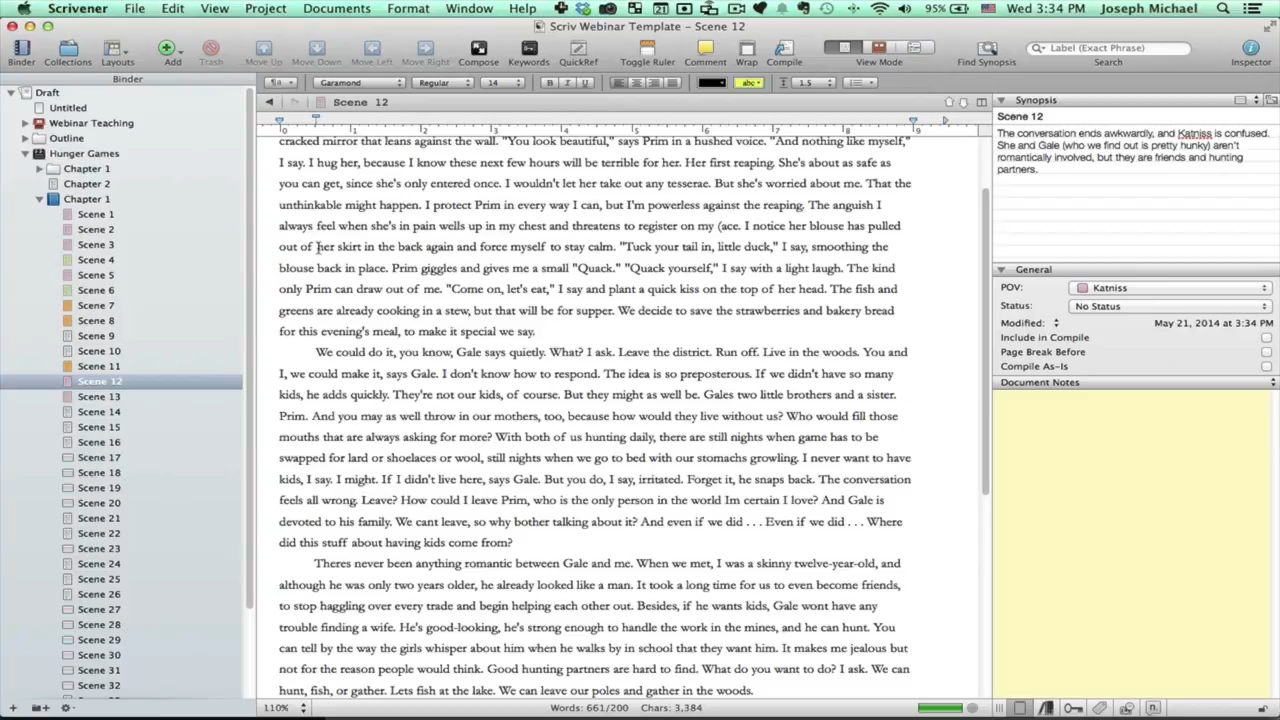 Scrivener File Edit View Project Documents Format Window Help 21 95% Wed 3:34 PM Joseph Michael
Scriv Webinar Template - Scene 12
Binder Collections Layouts Add Trash Move Up Move Down Move Left Move Right Compose Keywords QuickRef Toggle Ruler Comment Wrap Compile View Mode Find Synopsis Label (Exact Phrase) Search Inspector
Binder
Garamond Regular 14 B I U abc 1.5
Draft
Untitled
Webinar Teaching
Outline
Hunger Games
Chapter 1
Chapter 2
Chapter 1
Scene 1
Scene 2
Scene 3
Scene 4
Scene 5
Scene 6
Scene 7
Scene 8
Scene 9
Scene 10
Scene 11
Scene 12
Scene 13
Scene 14
Scene 15
Scene 16
Scene 17
Scene 18
Scene 19
Scene 20
Scene 21
Scene 22
Scene 23
Scene 24
Scene 25
Scene 26
Scene 27
Scene 28
Scene 29
Scene 30
Scene 31
Scene 32
Scene 12
0 1 2 3 4 5 6 7 8 9
cracked mirror that leans against the wall. "You look beautiful," says Prim in a hushed voice. "And nothing like myself,"
I say. I hug her, because I know these next few hours will be terrible for her. Her first reaping. She's about as safe as
you can get, since she's only entered once. I wouldn't let her take out any tesserae. But she's worried about me. That the
unthinkable might happen. I protect Prim in every way I can, but I'm powerless against the reaping. The anguish I
always feel when she's in pain wells up in my chest and threatens to register on my (ace. I notice her blouse has pulled
out of her skirt in the back again and force myself to stay calm. "Tuck your tail in, little duck," I say, smoothing the
blouse back in place. Prim giggles and gives me a small "Quack." "Quack yourself," I say with a light laugh. The kind
only Prim can draw out of me. "Come on, let's eat," I say and plant a quick kiss on the top of her head. The fish and
greens are already cooking in a stew, but that will be for supper. We decide to save the strawberries and bakery bread
for this evening's meal, to make it special we say.
We could do it, you know, Gale says quietly. What? I ask. Leave the district. Run off. Live in the woods. You and
I, we could make it, says Gale. I don't know how to respond. The idea is so preposterous. If we didn't have so many
kids, he adds quickly. They're not our kids, of course. But they might as well be. Gales two little brothers and a sister.
Prim. And you may as well throw in our mothers, too, because how would they live without us? Who would fill those
mouths that are always asking for more? With both of us hunting daily, there are still nights when game has to be
swapped for lard or shoelaces or wool, still nights when we go to bed with our stomachs growling. I never want to have
kids, I say. I might. If I didn't live here, says Gale. But you do, I say, irritated. Forget it, he snaps back. The conversation
feels all wrong. Leave? How could I leave Prim, who is the only person in the world Im certain I love? And Gale is
devoted to his family. We cant leave, so why bother talking about it? And even if we did . . . Even if we did . . . Where
did this stuff about having kids come from?
Theres never been anything romantic between Gale and me. When we met, I was a skinny twelve-year-old, and
although he was only two years older, he already looked like a man. It took a long time for us to even become friends,
to stop haggling over every trade and begin helping each other out. Besides, if he wants kids, Gale wont have any
trouble finding a wife. He's good-looking, he's strong enough to handle the work in the mines, and he can hunt. You
can tell by the way the girls whisper about him when he walks by in school that they want him. It makes me jealous but
not for the reason people would think. Good hunting partners are hard to find. What do you want to do? I ask. We can
hunt, fish, or gather. Lets fish at the lake. We can leave our poles and gather in the woods.
110% Words: 661/200 Chars: 3,384
Synopsis
Scene 12
The conversation ends awkwardly, and Katniss is confused.
She and Gale (who we find out is pretty hunky) aren't
romantically involved, but they are friends and hunting
partners.
General
POV: Katniss
Status: No Status
Modified: May 21, 2014 at 3:34 PM
Include in Compile
Page Break Before
Compile As-Is
Document Notes